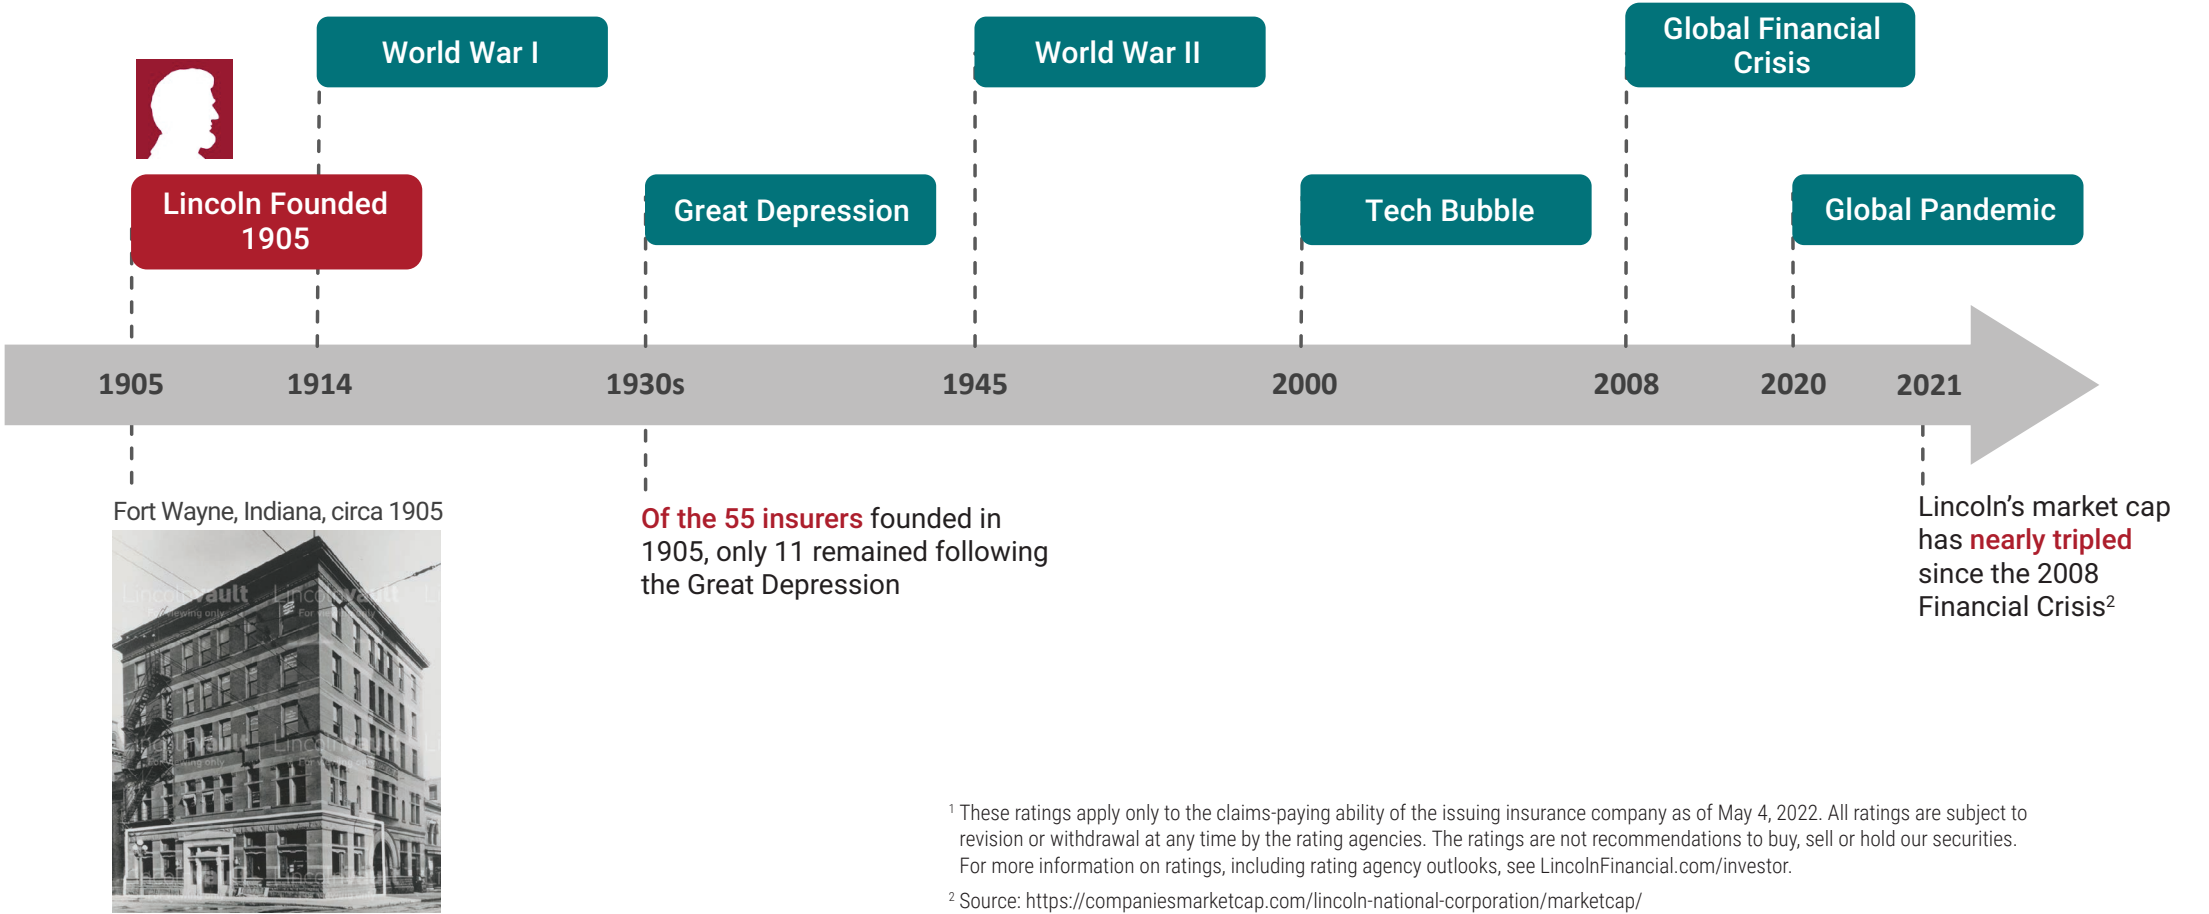 World War I
World War II
Global Financial
Crisis
Lincoln Founded
1905
Great Depression
Tech Bubble
Global Pandemic
1905
1914
1930s
1945
2000
2008
2020
2021
Fort Wayne, Indiana, circa 1905
Of the 55 insurers founded in
1905, only 11 remained following
the Great Depression
Lincoln’s market cap
has nearly tripled
since the 2008
Financial Crisis²
¹ These ratings apply only to the claims-paying ability of the issuing insurance company as of May 4, 2022. All ratings are subject to
revision or withdrawal at any time by the rating agencies. The ratings are not recommendations to buy, sell or hold our securities.
For more information on ratings, including rating agency outlooks, see LincolnFinancial.com/investor.
² Source: https://companiesmarketcap.com/lincoln-national-corporation/marketcap/